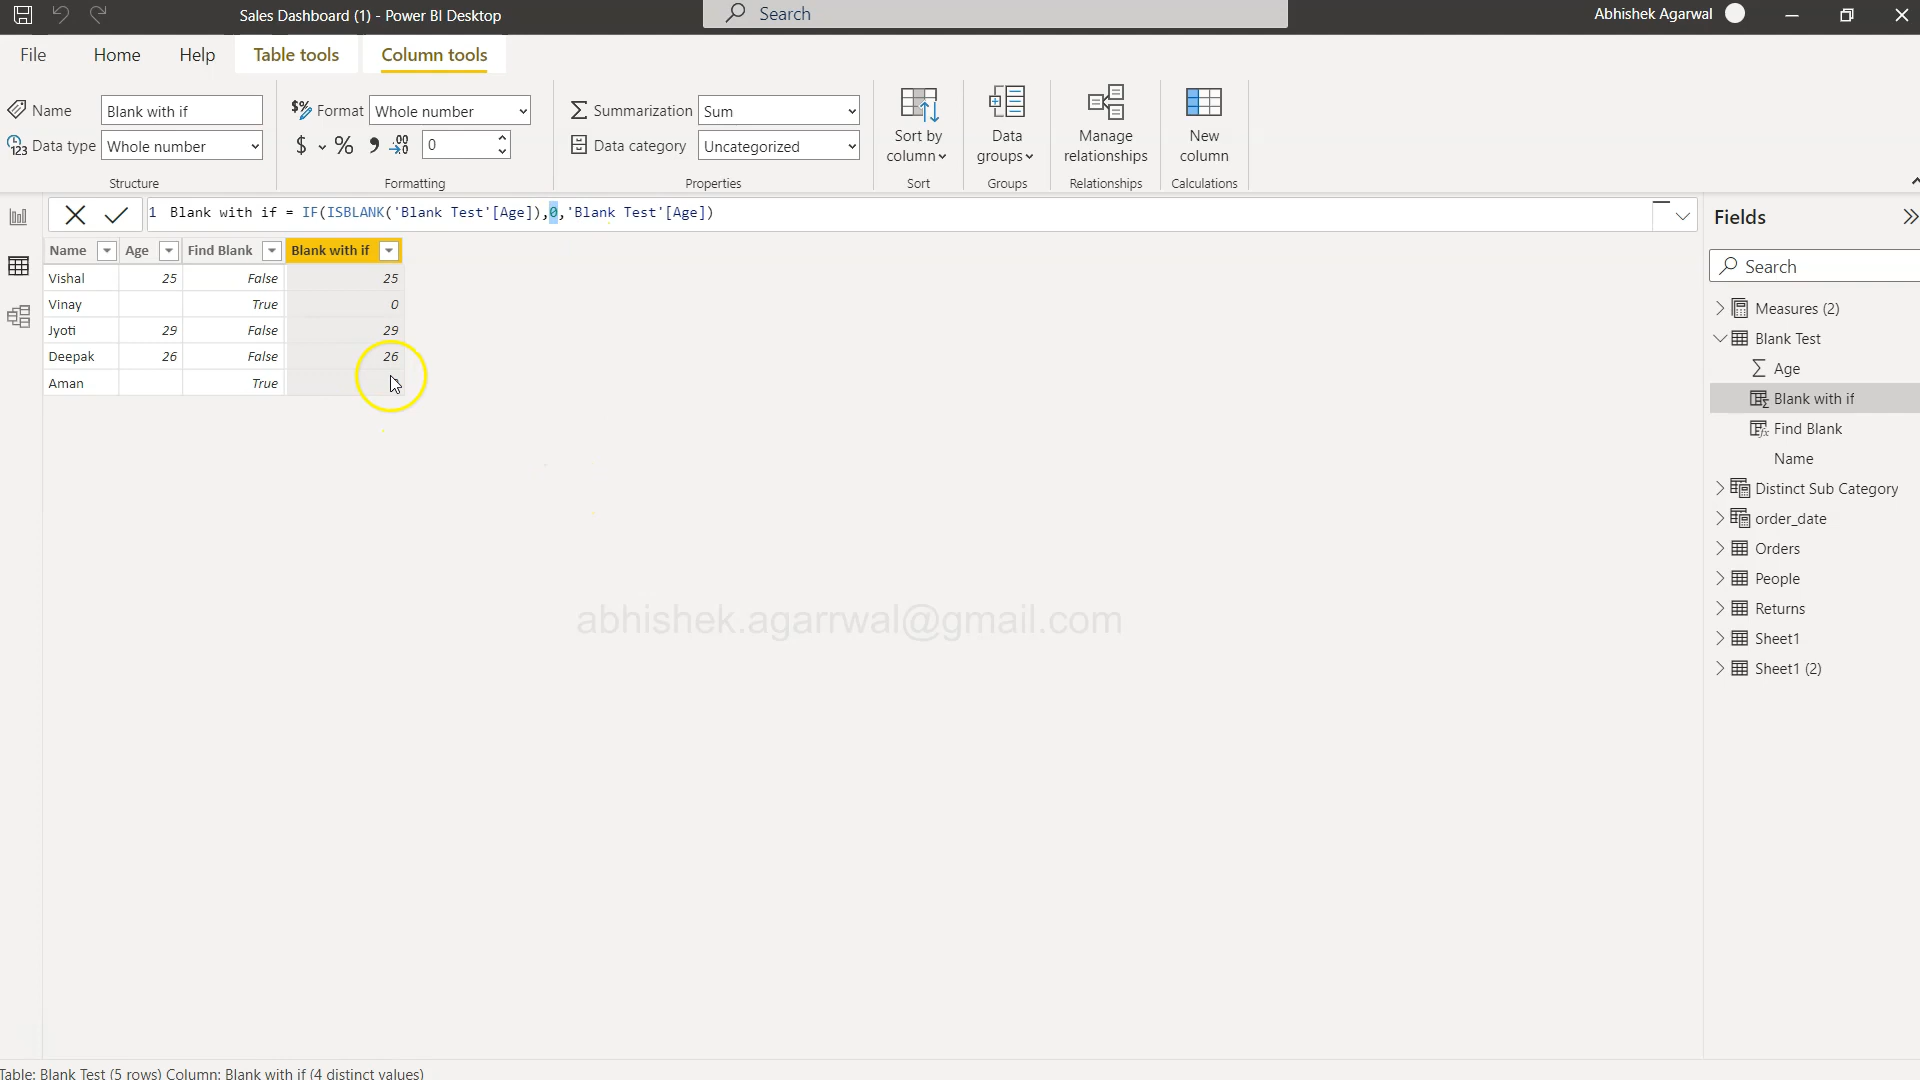 Sales Dashboard (1) - Power BI Desktop
Search
Abhishek Agarwal
File Home Help Table tools Column tools
Name Blank with if
Data type Whole number
Structure
Format Whole number
$ % 0
Formatting
Summarization Sum
Data category Uncategorized
Properties
Sort by
column
Sort
Data
groups
Groups
Manage
relationships
Relationships
New
column
Calculations
1 Blank with if = IF(ISBLANK('Blank Test'[Age]),0,'Blank Test'[Age])
Name Age Find Blank Blank with if
Vishal 25 False 25
Vinay True 0
Jyoti 29 False 29
Deepak 26 False 26
Aman True
abhishek.agarrwal@gmail.com
Fields
Search
Measures (2)
Blank Test
Age
Blank with if
Find Blank
Name
Distinct Sub Category
order_date
Orders
People
Returns
Sheet1
Sheet1 (2)
Table: Blank Test (5 rows) Column: Blank with if (4 distinct values)